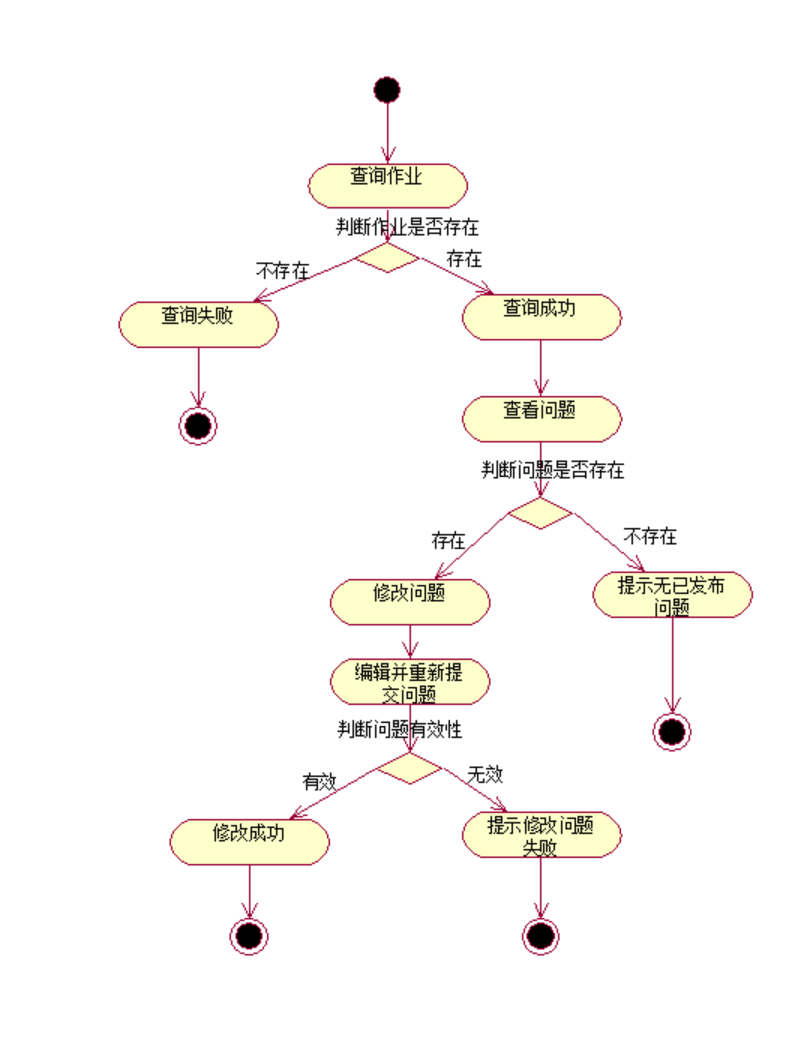 查询作业
判断作业是否存在
不存在
存在
查询失败
查询成功
查看问题
判断问题是否存在
存在
不存在
修改问题
提示无已发布
问题
编辑并重新提
交问题
判断问题有效性
有效
无效
修改成功
提示修改问题
失败